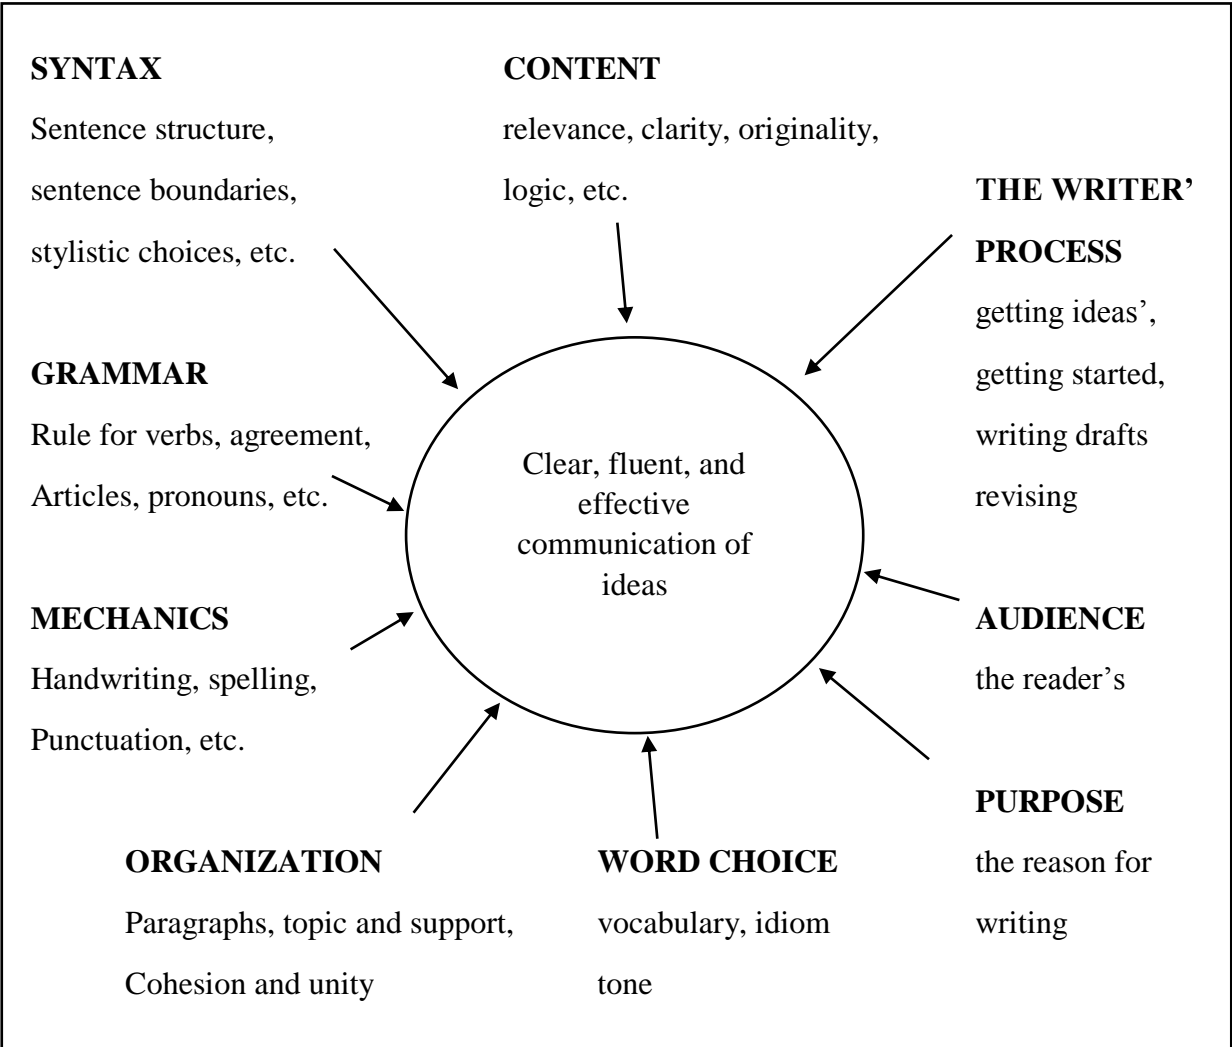 SYNTAX
Sentence structure,
sentence boundaries,
stylistic choices, etc.
CONTENT
relevance, clarity, originality,
logic, etc.
THE WRITER’
PROCESS
getting ideas’,
getting started,
writing drafts
revising
GRAMMAR
Rule for verbs, agreement,
Articles, pronouns, etc.
Clear, fluent, and
effective
communication of
ideas
MECHANICS
Handwriting, spelling,
Punctuation, etc.
AUDIENCE
the reader’s
ORGANIZATION
Paragraphs, topic and support,
Cohesion and unity
WORD CHOICE
vocabulary, idiom
tone
PURPOSE
the reason for
writing